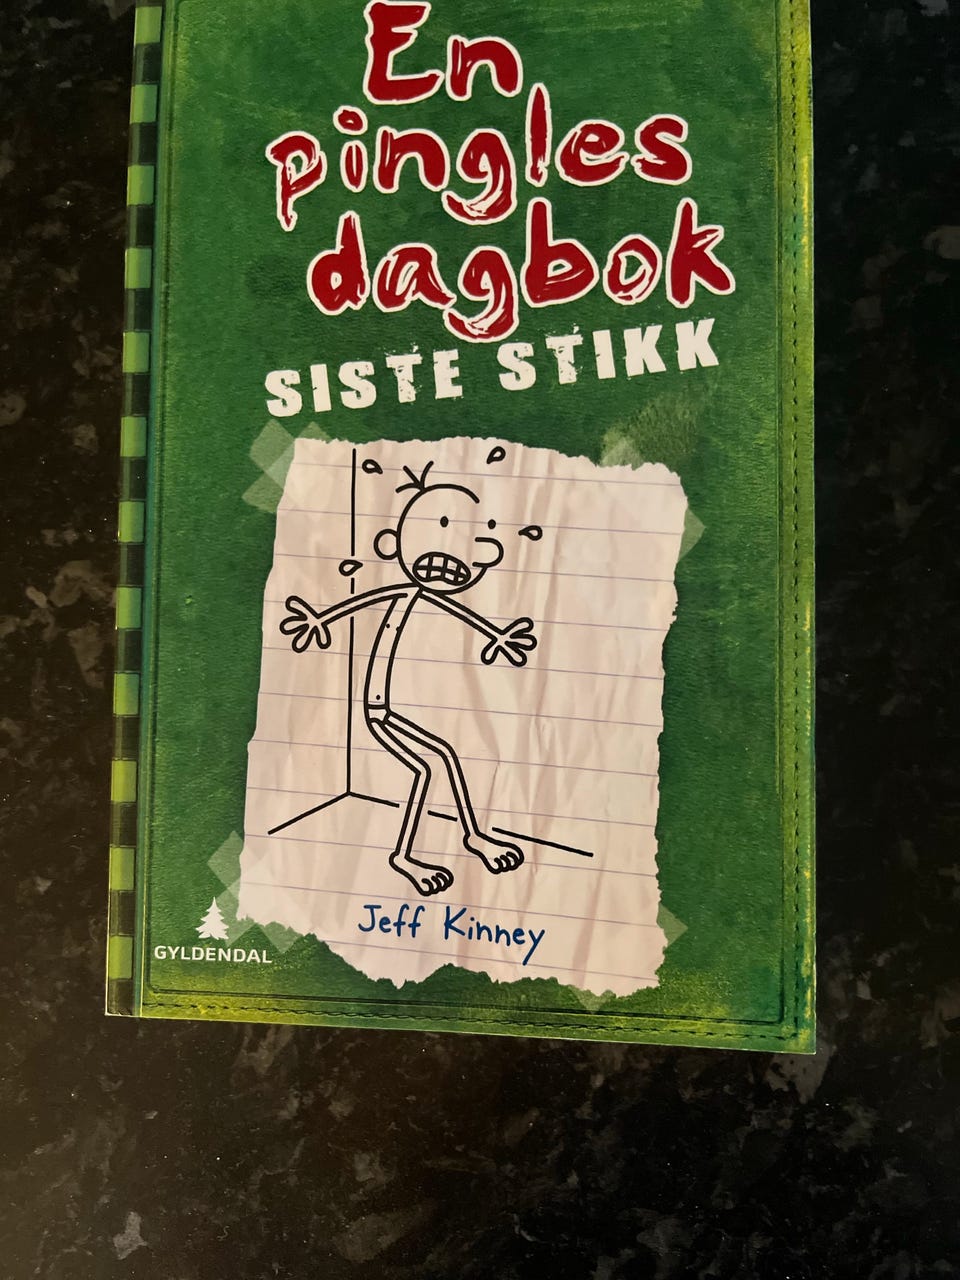 En
pingles
dagbok
SISTE STIKK
Jeff Kinney
GYLDENDAL